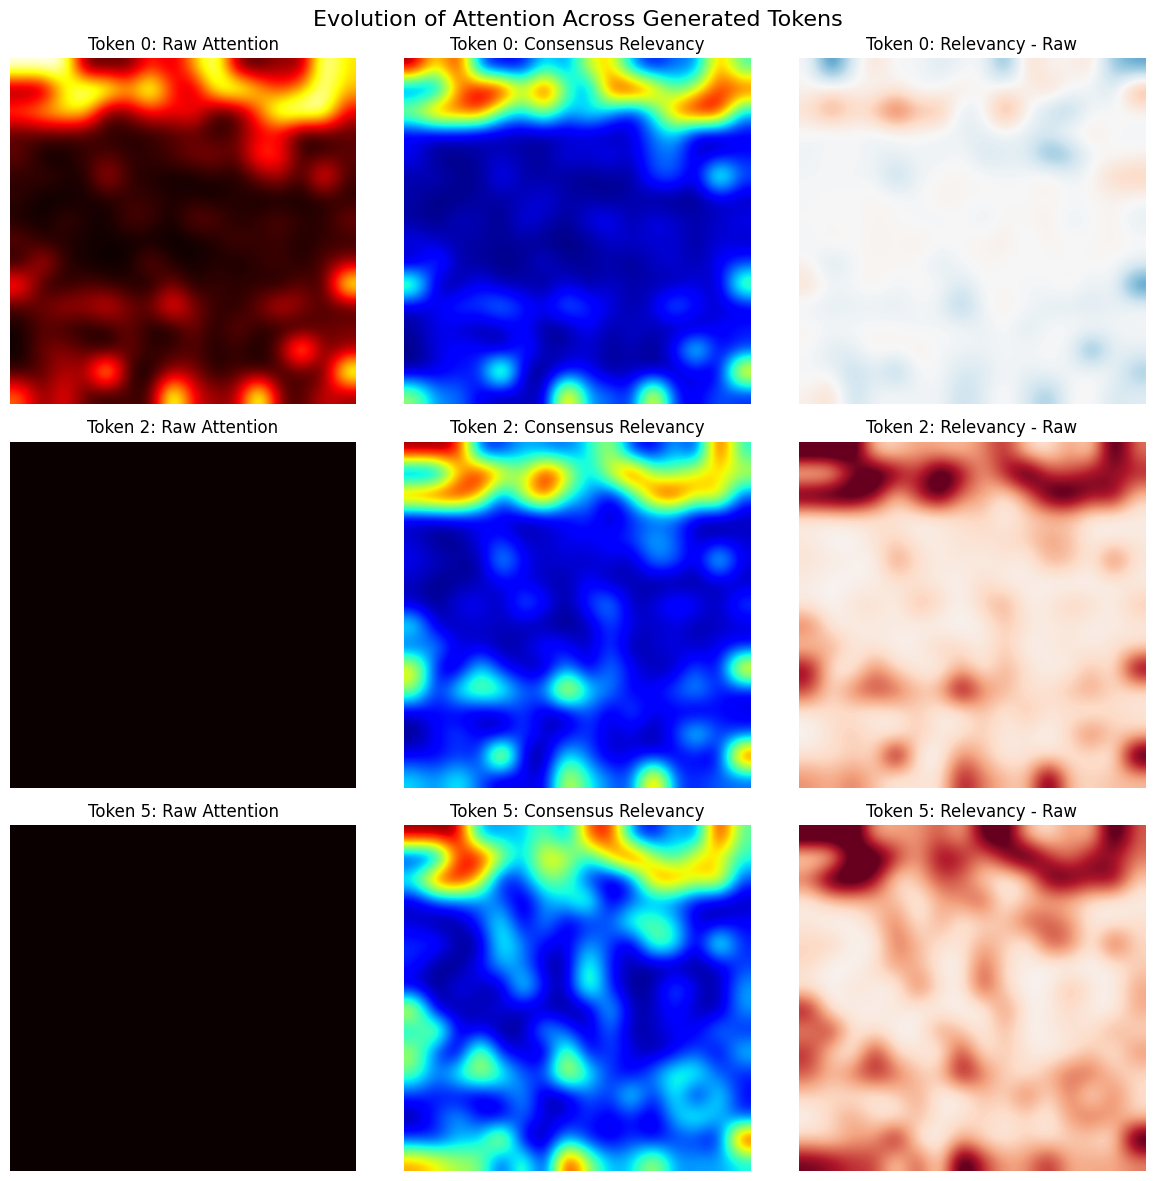 Evolution of Attention Across Generated Tokens
Token 0: Raw Attention
Token 0: Consensus Relevancy
Token 0: Relevancy - Raw
Token 2: Raw Attention
Token 2: Consensus Relevancy
Token 2: Relevancy - Raw
Token 5: Raw Attention
Token 5: Consensus Relevancy
Token 5: Relevancy - Raw